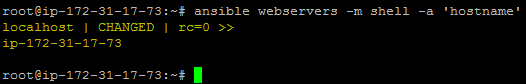 root@ip-172-31-17-73:~# ansible webservers -m shell -a 'hostname'
localhost | CHANGED | rc=0 >>
ip-172-31-17-73
root@ip-172-31-17-73:~#